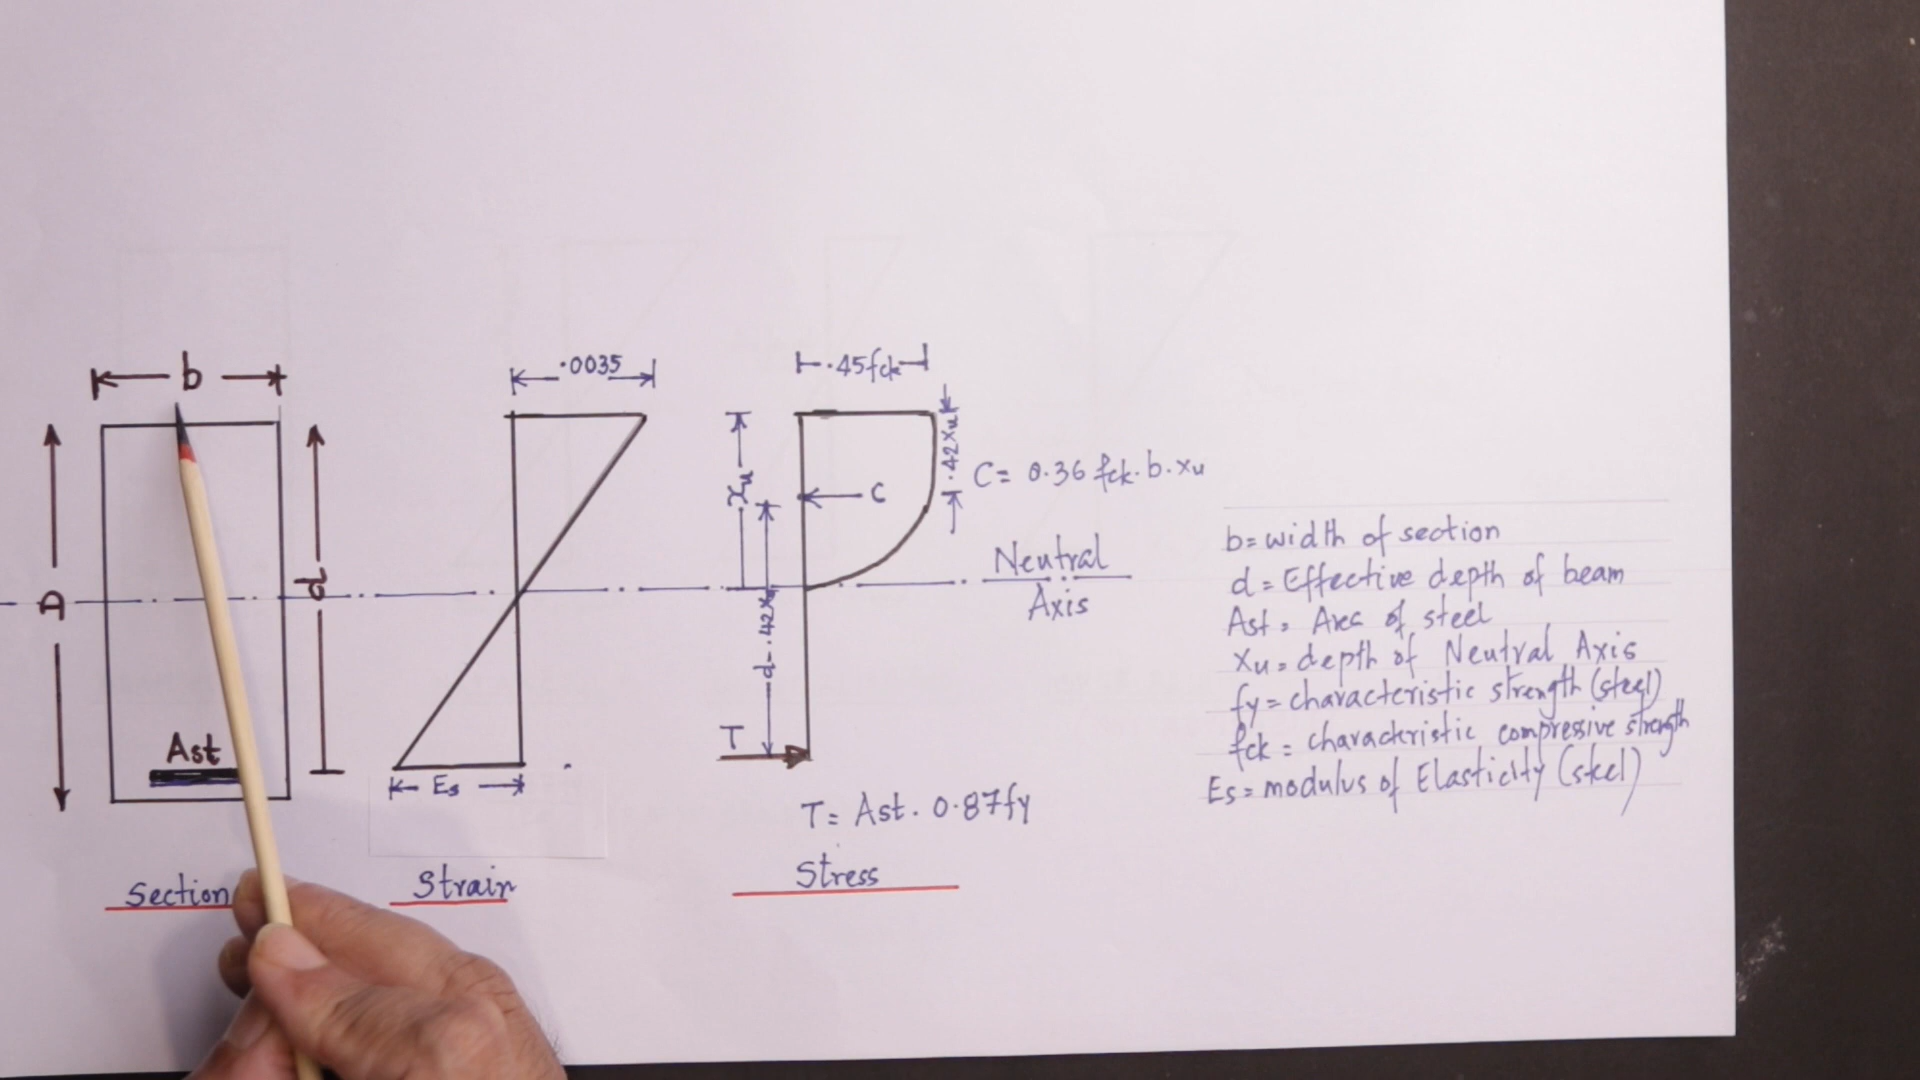 b
.0035
.45fck
D
d
xu
.42xu
C
C = 0.36 fck.b.xu
Neutral
Axis
d-.42xu
T
Ast
Es
T = Ast. 0.87fy
Section
Strain
Stress
b= width of section
d = Effective depth of beam
Ast = Area of steel
Xu = depth of Neutral Axis
fy = characteristic strength (steel)
fck = characteristic compressive strength
Es = modulus of Elasticity (steel)